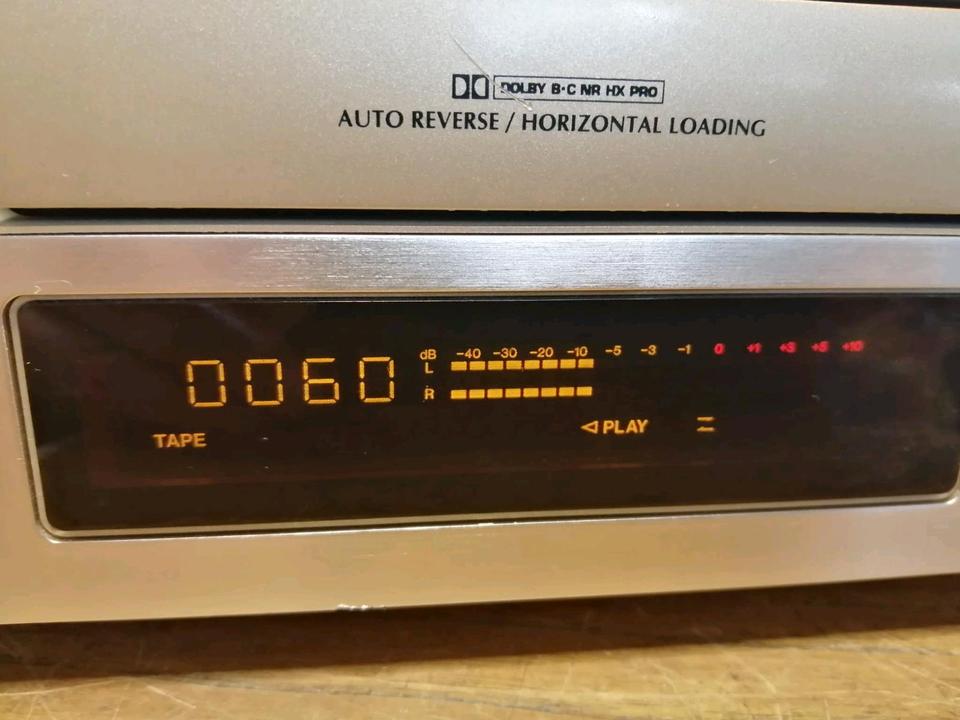 DOLBY B·C NR HX PRO
AUTO REVERSE / HORIZONTAL LOADING
0060
dB -40 -30 -20 -10 -5 -3 -1 0 +1 +3 +5 +10
L
R
◁ PLAY
TAPE